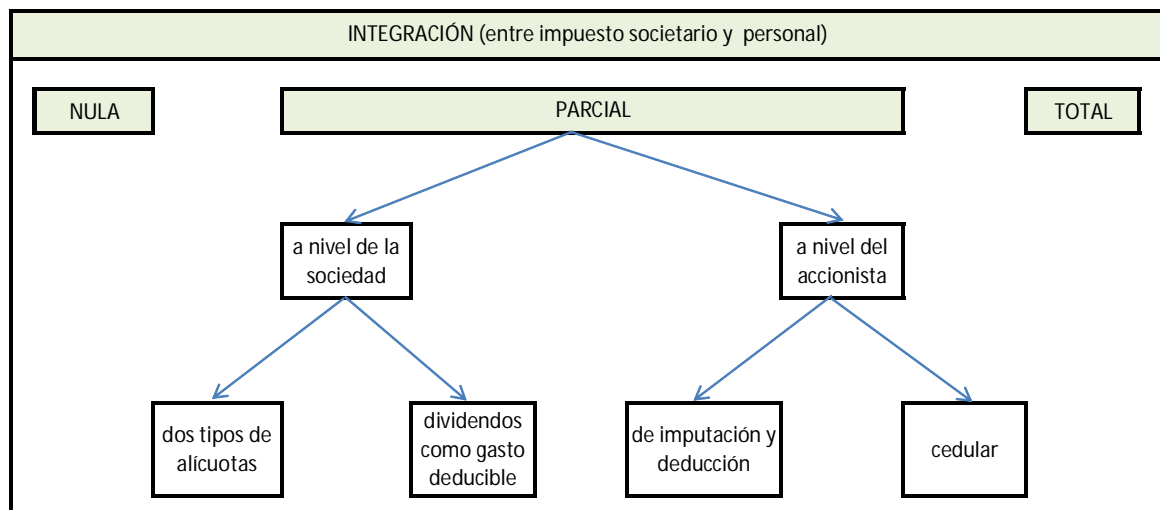 INTEGRACIÓN (entre impuesto societario y personal)
NULA
PARCIAL
TOTAL
a nivel de la
sociedad
a nivel del
accionista
dos tipos de
alícuotas
dividendos
como gasto
deducible
de imputación y
deducción
cedular